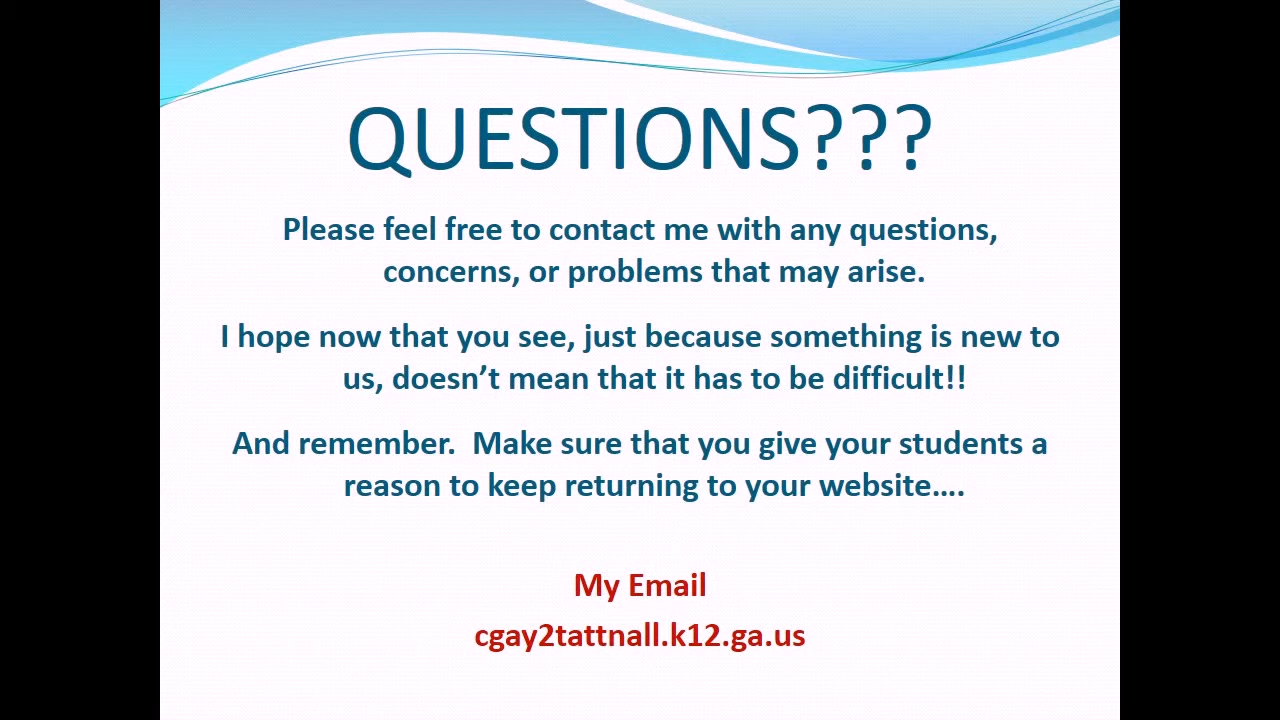 QUESTIONS???
Please feel free to contact me with any questions,
concerns, or problems that may arise.
I hope now that you see, just because something is new to
us, doesn’t mean that it has to be difficult!!
And remember.  Make sure that you give your students a
reason to keep returning to your website….
My Email
cgay2tattnall.k12.ga.us